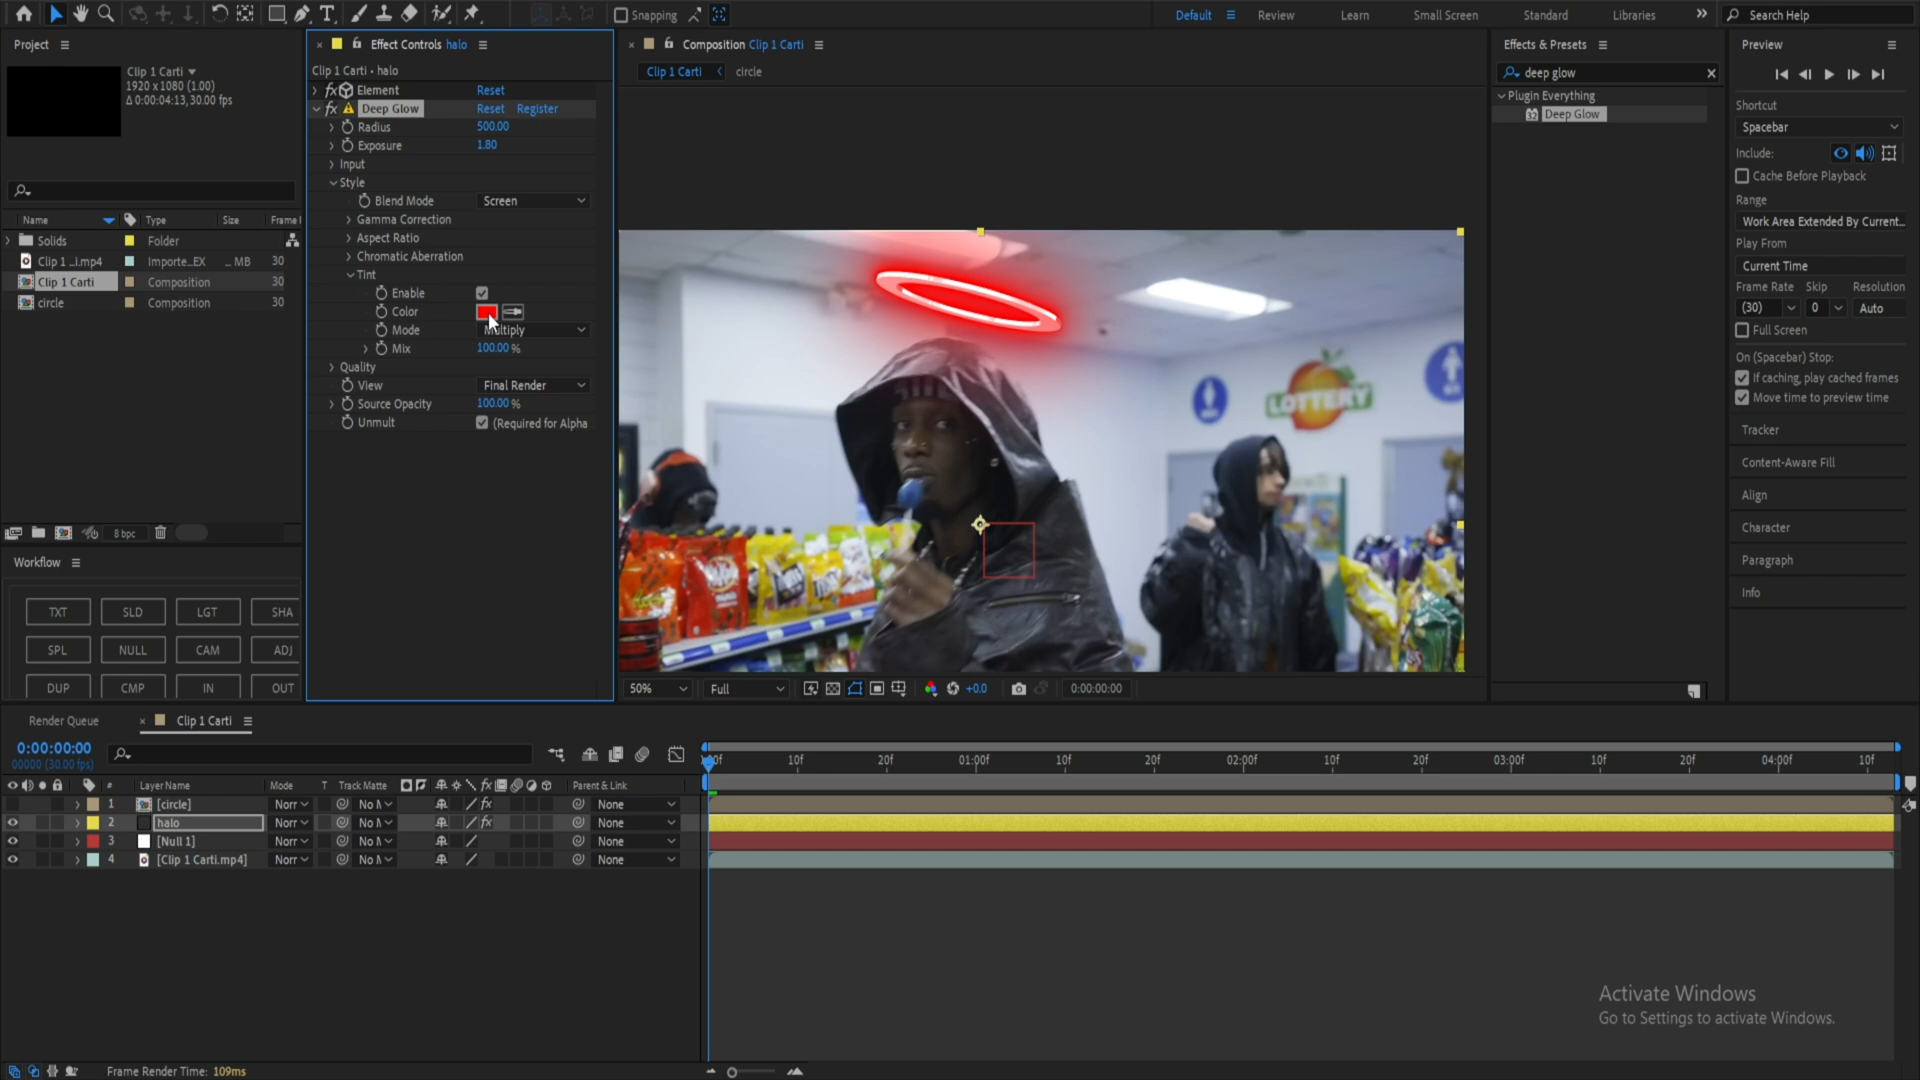 Snapping
Default
Review
Learn
Small Screen
Standard
Libraries
Search Help
Project
Clip 1 Carti
1920 x 1080 (1.00)
Δ 0:00:04:13, 30.00 fps
Name Type Size Frame
Solids Folder
Clip 1 _i.mp4 Importe...EX ... MB 30
Clip 1 Carti Composition 30
circle Composition 30
8 bpc
Workflow
TXT SLD LGT SHA
SPL NULL CAM ADJ
DUP CMP IN OUT
Effect Controls halo
Clip 1 Carti • halo
fx Element Reset
fx Deep Glow Reset Register
Radius 500.00
Exposure 1.80
Input
Style
Blend Mode Screen
Gamma Correction
Aspect Ratio
Chromatic Aberration
Tint
Enable
Color
Mode Multiply
Mix 100.00 %
Quality
View Final Render
Source Opacity 100.00 %
Unmult (Required for Alpha
Composition Clip 1 Carti
Clip 1 Carti circle
LOTTERY
50% Full +0.0 0:00:00:00
Effects & Presets
deep glow
Plugin Everything
32 Deep Glow
Preview
Shortcut
Spacebar
Include:
Cache Before Playback
Range
Work Area Extended By Current...
Play From
Current Time
Frame Rate Skip Resolution
(30) 0 Auto
Full Screen
On (Spacebar) Stop:
If caching, play cached frames
Move time to preview time
Tracker
Content-Aware Fill
Align
Character
Paragraph
Info
Render Queue Clip 1 Carti
0:00:00:00
00000 (30.00 fps)
10f 20f 01:00f 10f 20f 02:00f 10f 20f 03:00f 10f 20f 04:00f 10f
# Layer Name Mode T Track Matte fx Parent & Link
1 [circle] Norr No M fx None
2 halo Norr No M fx None
3 [Null 1] Norr No M None
4 [Clip 1 Carti.mp4] Norr No M None
Activate Windows
Go to Settings to activate Windows.
Frame Render Time: 109ms